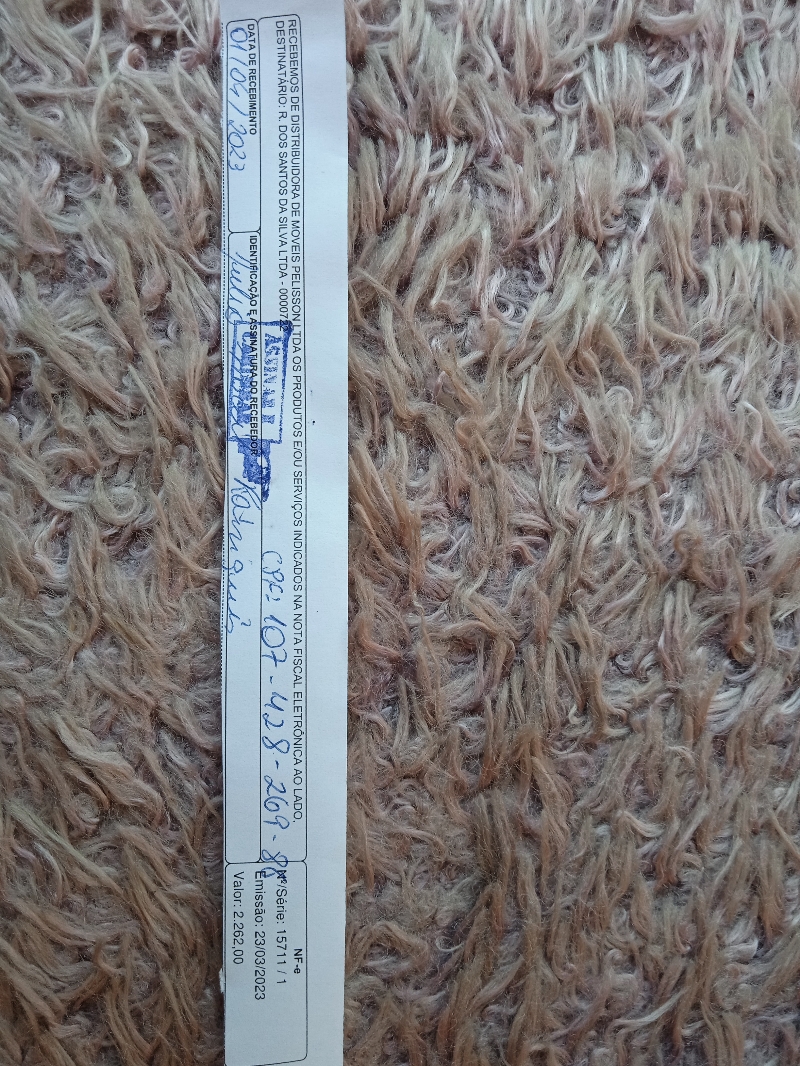 RECEBEMOS DE DISTRIBUIDORA DE MOVEIS PELISSON LTDA OS PRODUTOS E/OU SERVIÇOS INDICADOS NA NOTA FISCAL ELETRÔNICA AO LADO.
DESTINATÁRIO: R. DOS SANTOS DA SILVA LTDA -
DATA DE RECEBIMENTO
01/04/2023
IDENTIFICAÇÃO E ASSINATURA DO RECEBEDOR
CPF: 107-428-269-
NF-e
Nº/Série: 15711 / 1
Emissão: 23/03/2023
Valor: 2.262,00